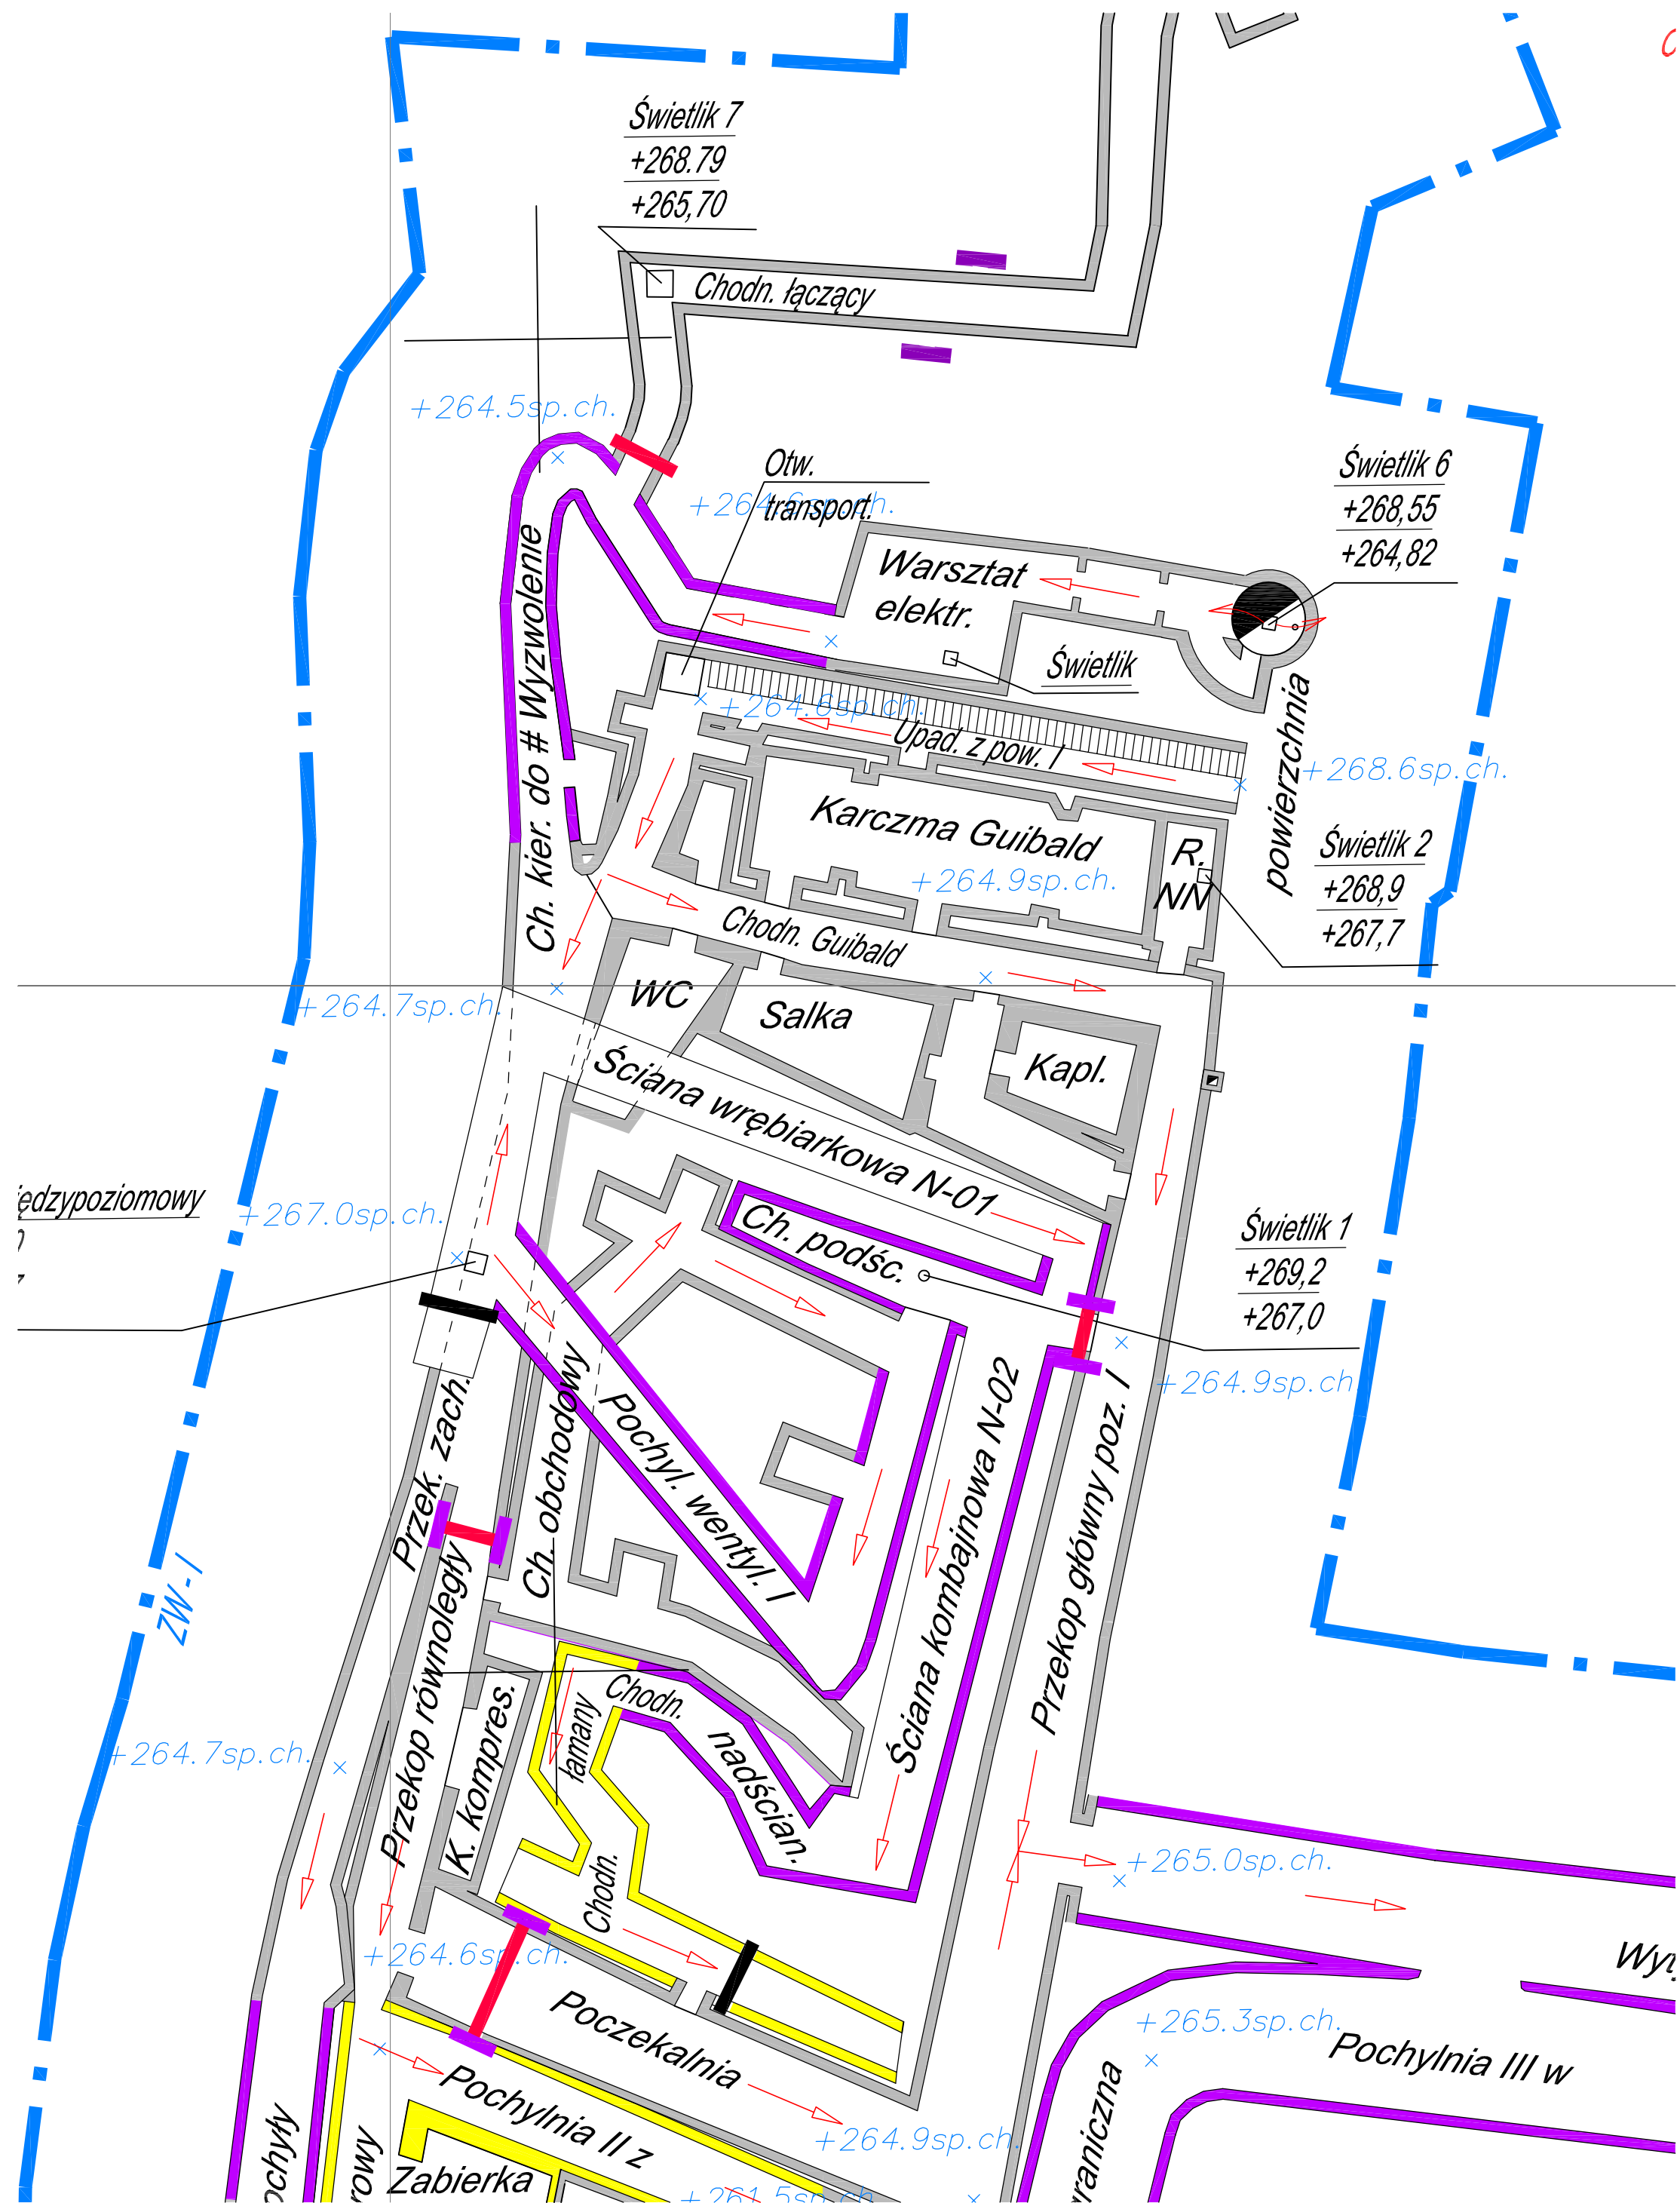 Świetlik 7
+268.79
+265,70
Chodn. łączący
+264.5sp.ch.
Otw.
transport.
Świetlik 6
+268,55
+264,82
Warsztat
elektr.
Świetlik
+264.6sp.ch.
Upad. z pow. I
powierzchnia
+268.6sp.ch.
Ch. kier. do # Wyzwolenie
Karczma Guibald
+264.9sp.ch.
R.
NN
Świetlik 2
+268,9
+267,7
Chodn. Guibald
WC
Salka
Kapl.
+264.7sp.ch.
Ściana wrębiarkowa N-01
+267.0sp.ch.
Ch. podśc.
Świetlik 1
+269,2
+267,0
+264.9sp.ch
Przek. zach.
Ch. obchodowy
Pochyl. wentyl. I
Ściana kombajnowa N-02
Przekop główny poz. I
ZW-I
Przekop równoległy
K. kompres.
Chodn.
łamany
nadścian.
Chodn.
+264.7sp.ch.
+265.0sp.ch.
+264.6sp.ch.
Poczekalnia
+265.3sp.ch.
Pochylnia III w
Pochylnia II z
+264.9sp.ch.
Zabierka
+261.5sp.ch